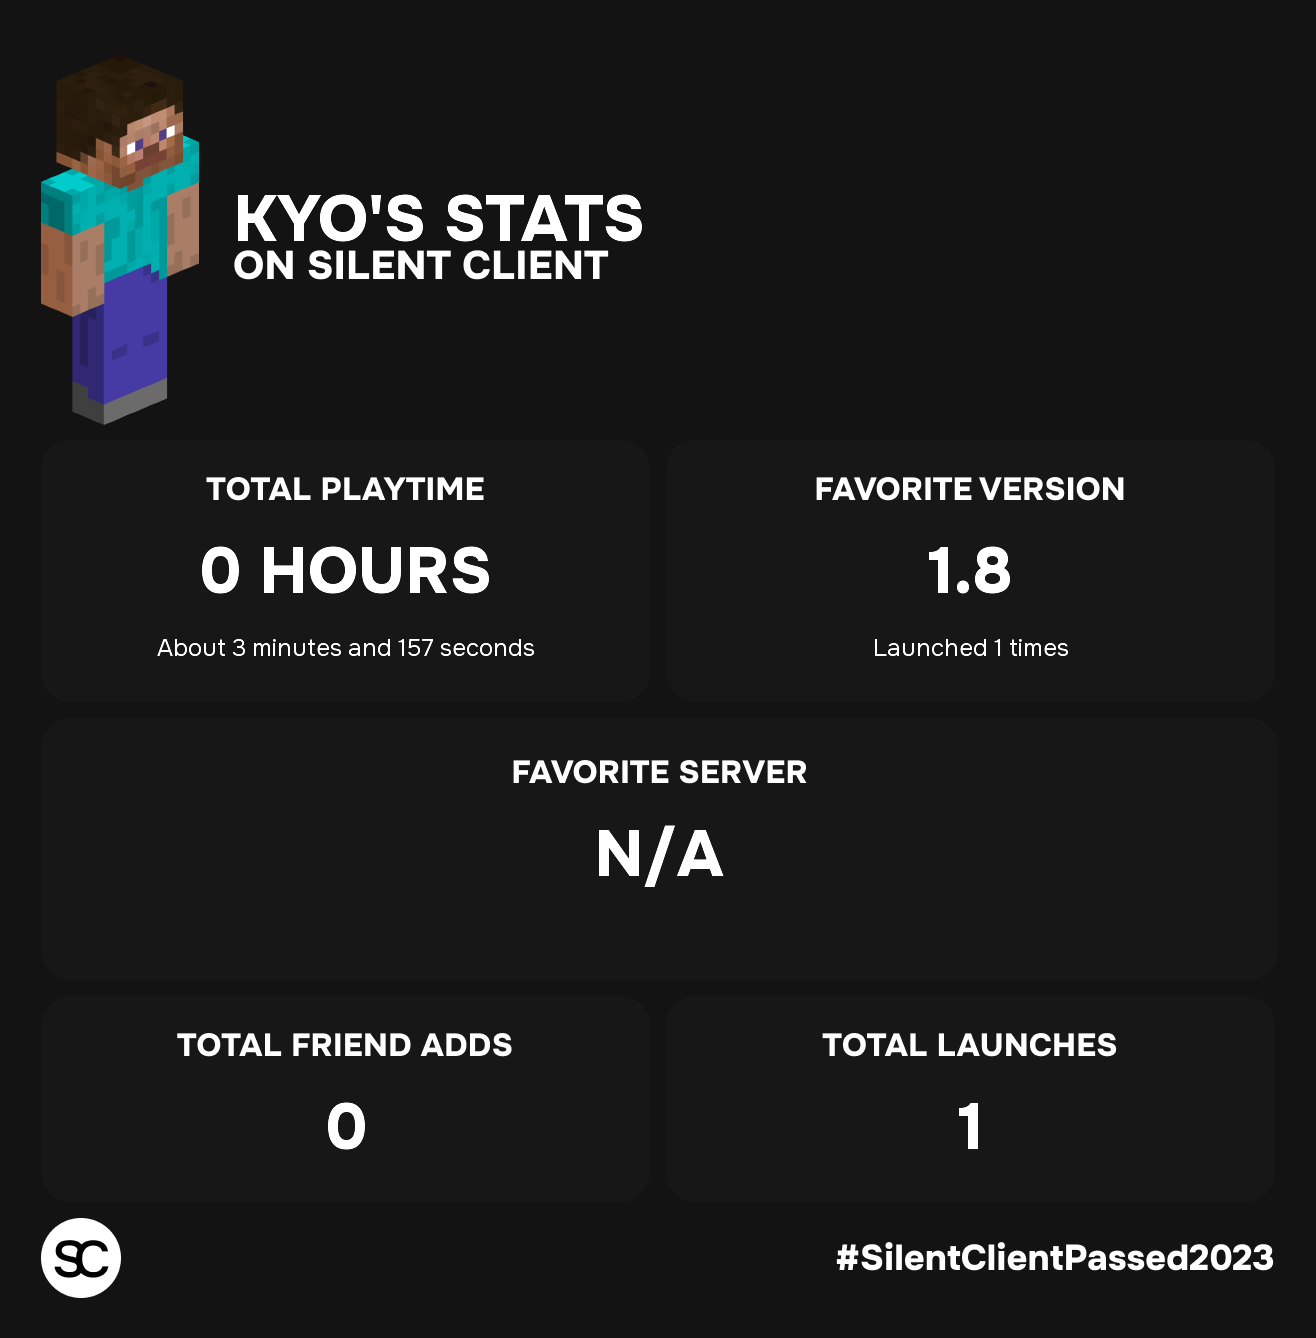 KYO'S STATS
ON SILENT CLIENT
TOTAL PLAYTIME
0 HOURS
About 3 minutes and 157 seconds
FAVORITE VERSION
1.8
Launched 1 times
FAVORITE SERVER
N/A
TOTAL FRIEND ADDS
0
TOTAL LAUNCHES
1
SC
#SilentClientPassed2023